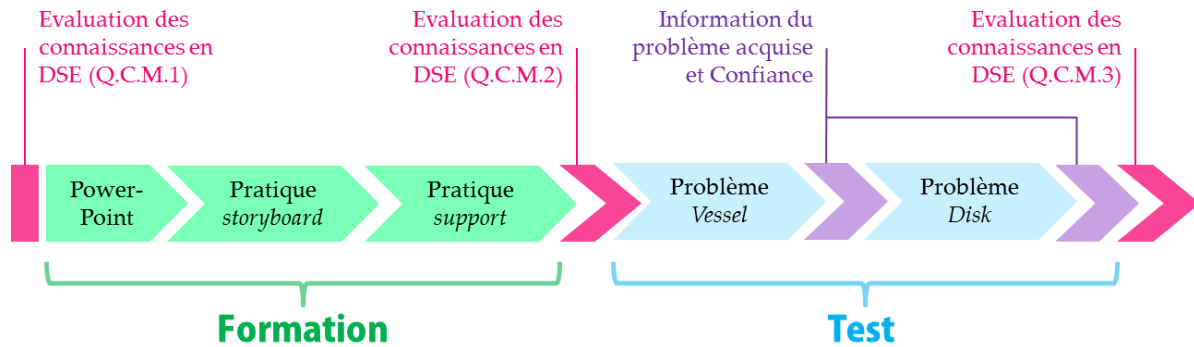 Evaluation des
connaissances en
DSE (Q.C.M.1)
Evaluation des
connaissances en
DSE (Q.C.M.2)
Information du
problème acquise
et Confiance
Evaluation des
connaissances en
DSE (Q.C.M.3)
Power-
Point
Pratique
storyboard
Pratique
support
Problème
Vessel
Problème
Disk
Formation
Test